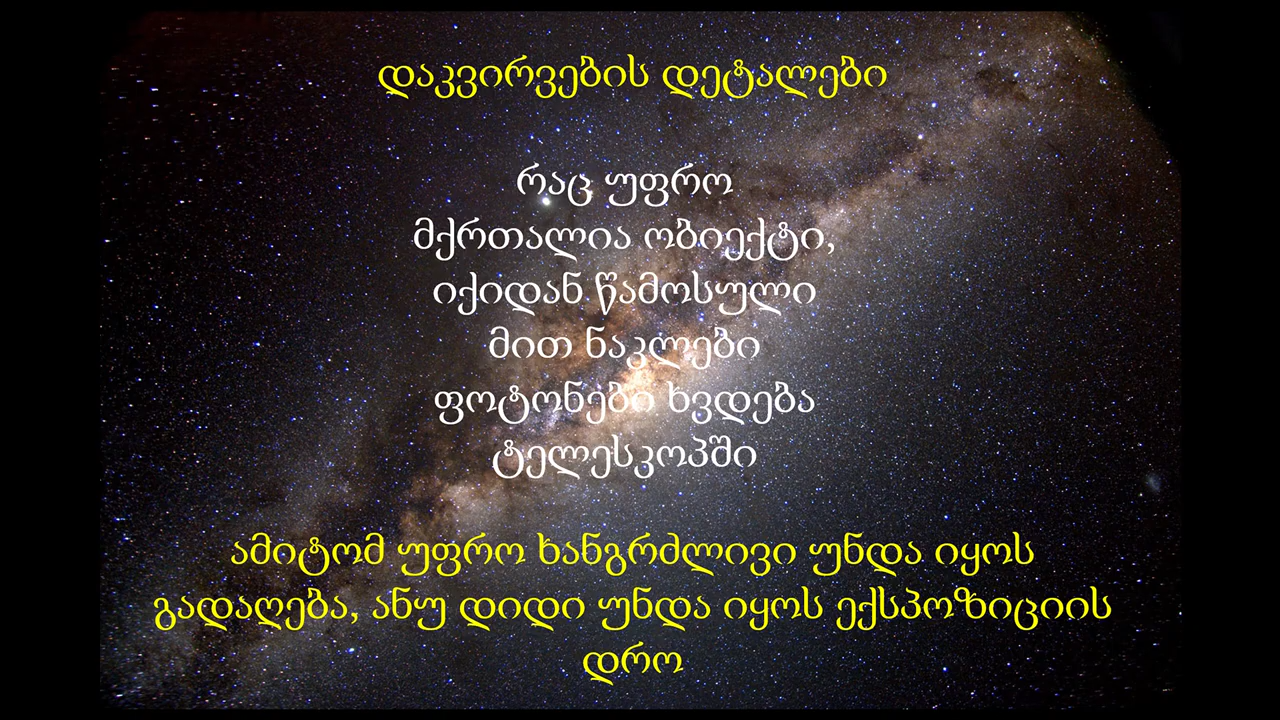 დაკვირვების დეტალები
რაც უფრო
მქრთალია ობიექტი,
იქიდან წამოსული
მით ნაკლები
ფოტონები ხვდება
ტელესკოპში
ამიტომ უფრო ხანგრძლივი უნდა იყოს
გადაღება, ანუ დიდი უნდა იყოს ექსპოზიციის
დრო